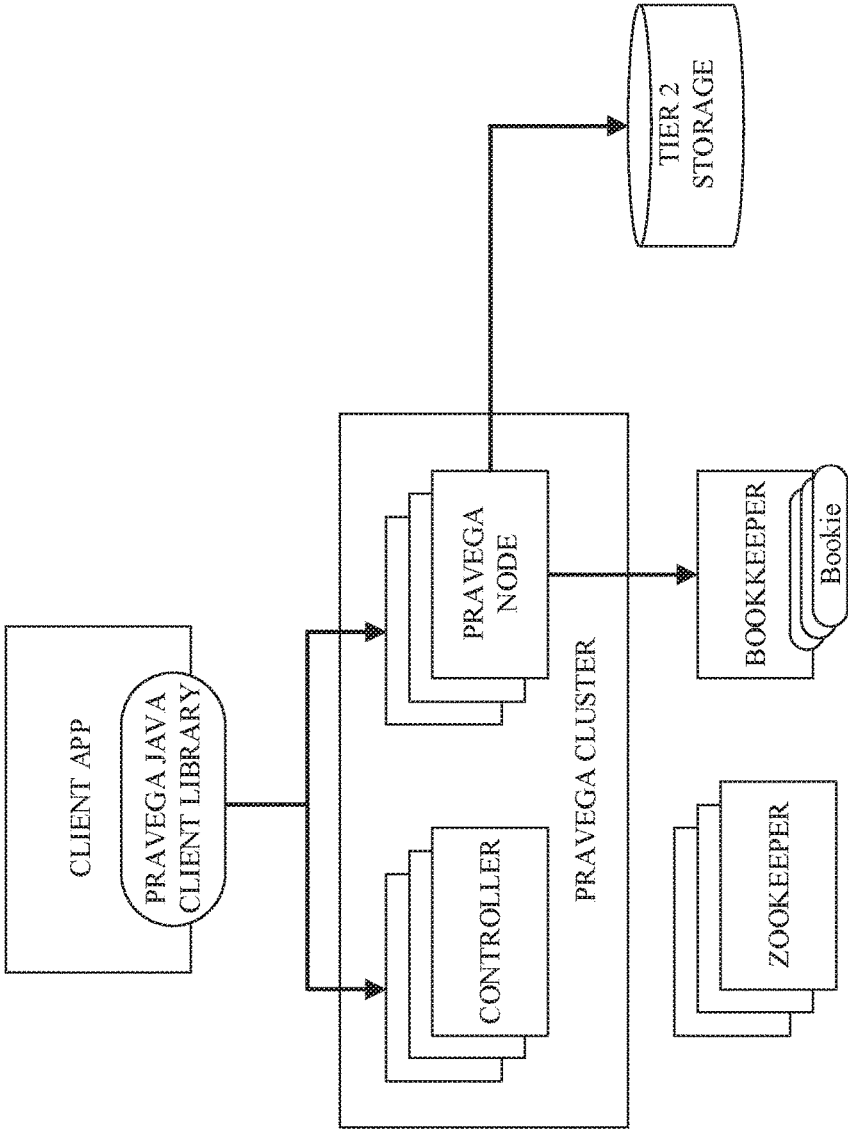 CLIENT APP
PRAVEGA JAVA
CLIENT LIBRARY
CONTROLLER
PRAVEGA
NODE
PRAVEGA CLUSTER
TIER 2
STORAGE
ZOOKEEPER
BOOKKEEPER
Bookie